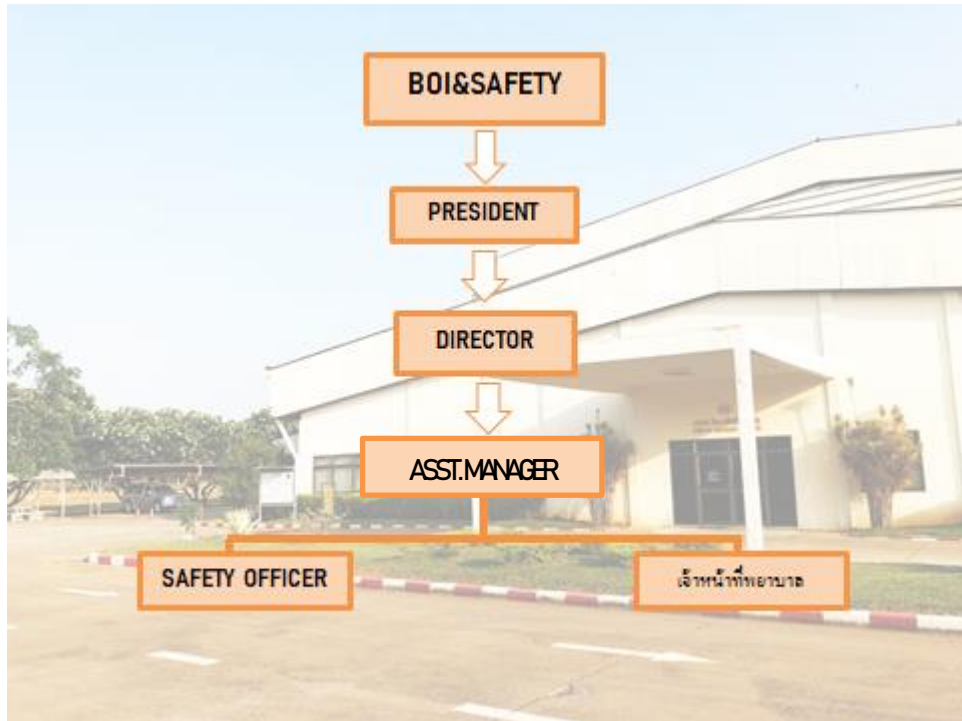 BOI&SAFETY
PRESIDENT
DIRECTOR
ASST.MANAGER
SAFETY OFFICER
เจ้าหน้าที่พยาบาล